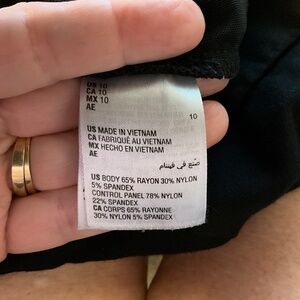 US 10
CA 10
MX 10
AE
10
US MADE IN VIETNAM
CA FABRIQUÉ AU VIETNAM
MX HECHO EN VIETNAM
AE
صنع في فيتنام
US BODY 65% RAYON 30% NYLON
5% SPANDEX
CONTROL PANEL 78% NYLON
22% SPANDEX
CA CORPS 65% RAYONNE
30% NYLON 5% SPANDEX